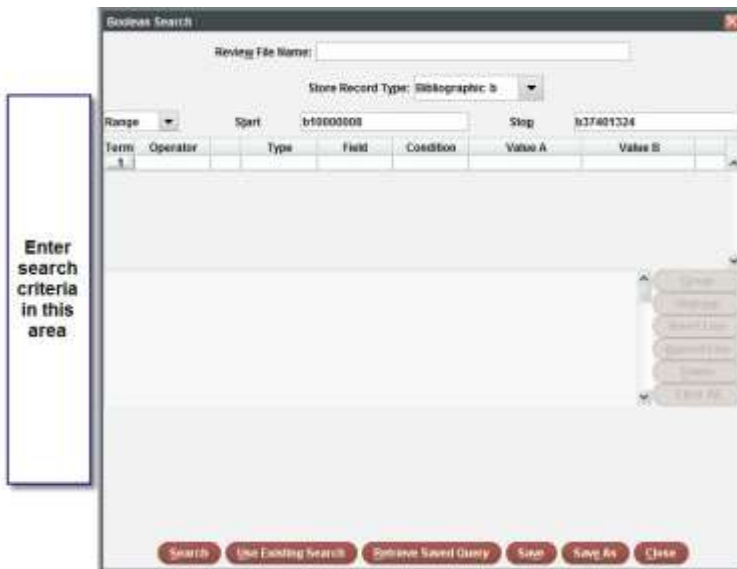 Boolean Search
Review File Name:
Store Record Type: Bibliographic b
Range Start b10000008 Stop b37401324
Term Operator Type Field Condition Value A Value B
1
Enter
search
criteria
in this
area
Search Use Existing Search Retrieve Saved Query Save Save As Close